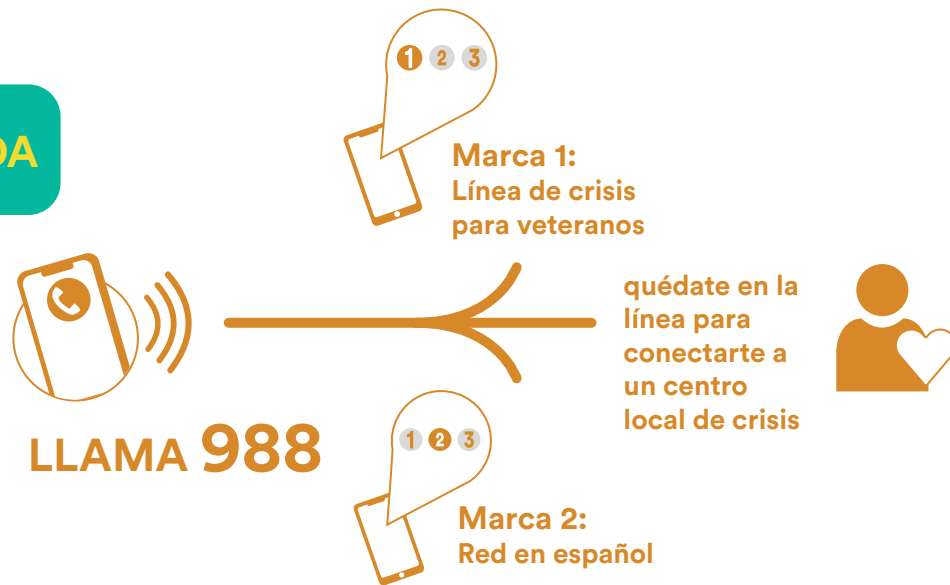 DA
1 2 3
Marca 1:
Línea de crisis
para veteranos
quédate en la
línea para
conectarte a
un centro
local de crisis
LLAMA 988
1 2 3
Marca 2:
Red en español